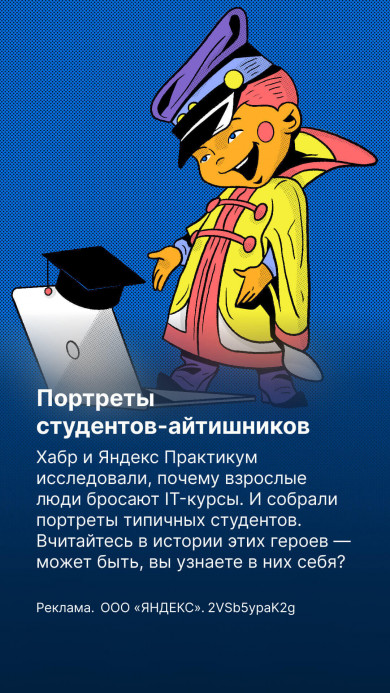 Портреты
студентов-айтишников
Хабр и Яндекс Практикум
исследовали, почему взрослые
люди бросают IT-курсы. И собрали
портреты типичных студентов.
Вчитайтесь в истории этих героев —
может быть, вы узнаете в них себя?
Реклама. ООО «ЯНДЕКС». 2VSb5ypaK2g